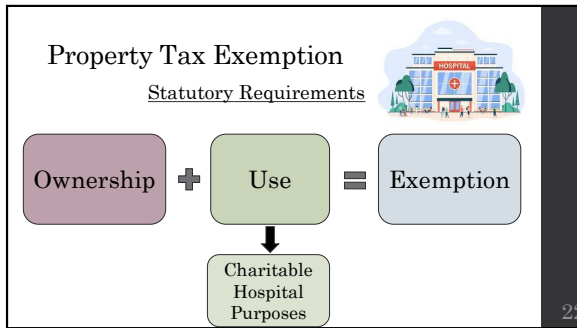 Property Tax Exemption
Statutory Requirements
HOSPITAL
Ownership
Use
Exemption
Charitable
Hospital
Purposes
22